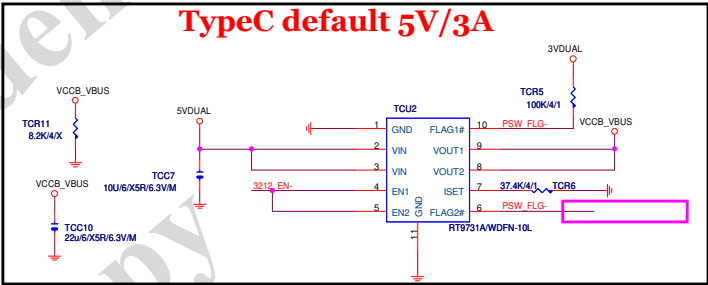 TypeC default 5V/3A
3VDUAL
VCCB_VBUS
TCR11
8.2K/4/X
5VDUAL
TCU2
TCR5
100K/4/1
VCCB_VBUS
1 GND FLAG1# 10 PSW_FLG-
2 VIN VOUT1 9
TCC7
10U/6/X5R/6.3V/M
3 VIN VOUT2 8
VCCB_VBUS
3212_EN- 4 EN1 ISET 7 37.4K/4/1 TCR6
5 EN2 GND FLAG2# 6 PSW_FLG-
TCC10
22u/6/X5R/6.3V/M
11
RT9731A/WDFN-10L